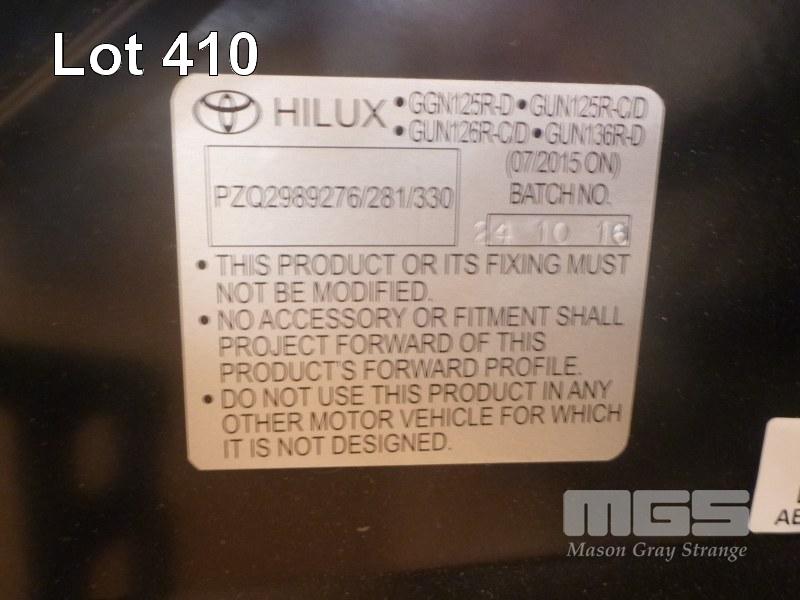 Lot 410
HILUX • GGN125R-D • GUN125R-C/D
• GUN126R-C/D • GUN136R-D
(07/2015 ON)
PZQ2989276/281/330
BATCH NO.
24 10 16
• THIS PRODUCT OR ITS FIXING MUST
NOT BE MODIFIED.
• NO ACCESSORY OR FITMENT SHALL
PROJECT FORWARD OF THIS
PRODUCT'S FORWARD PROFILE.
• DO NOT USE THIS PRODUCT IN ANY
OTHER MOTOR VEHICLE FOR WHICH
IT IS NOT DESIGNED.
MGS
Mason Gray Strange